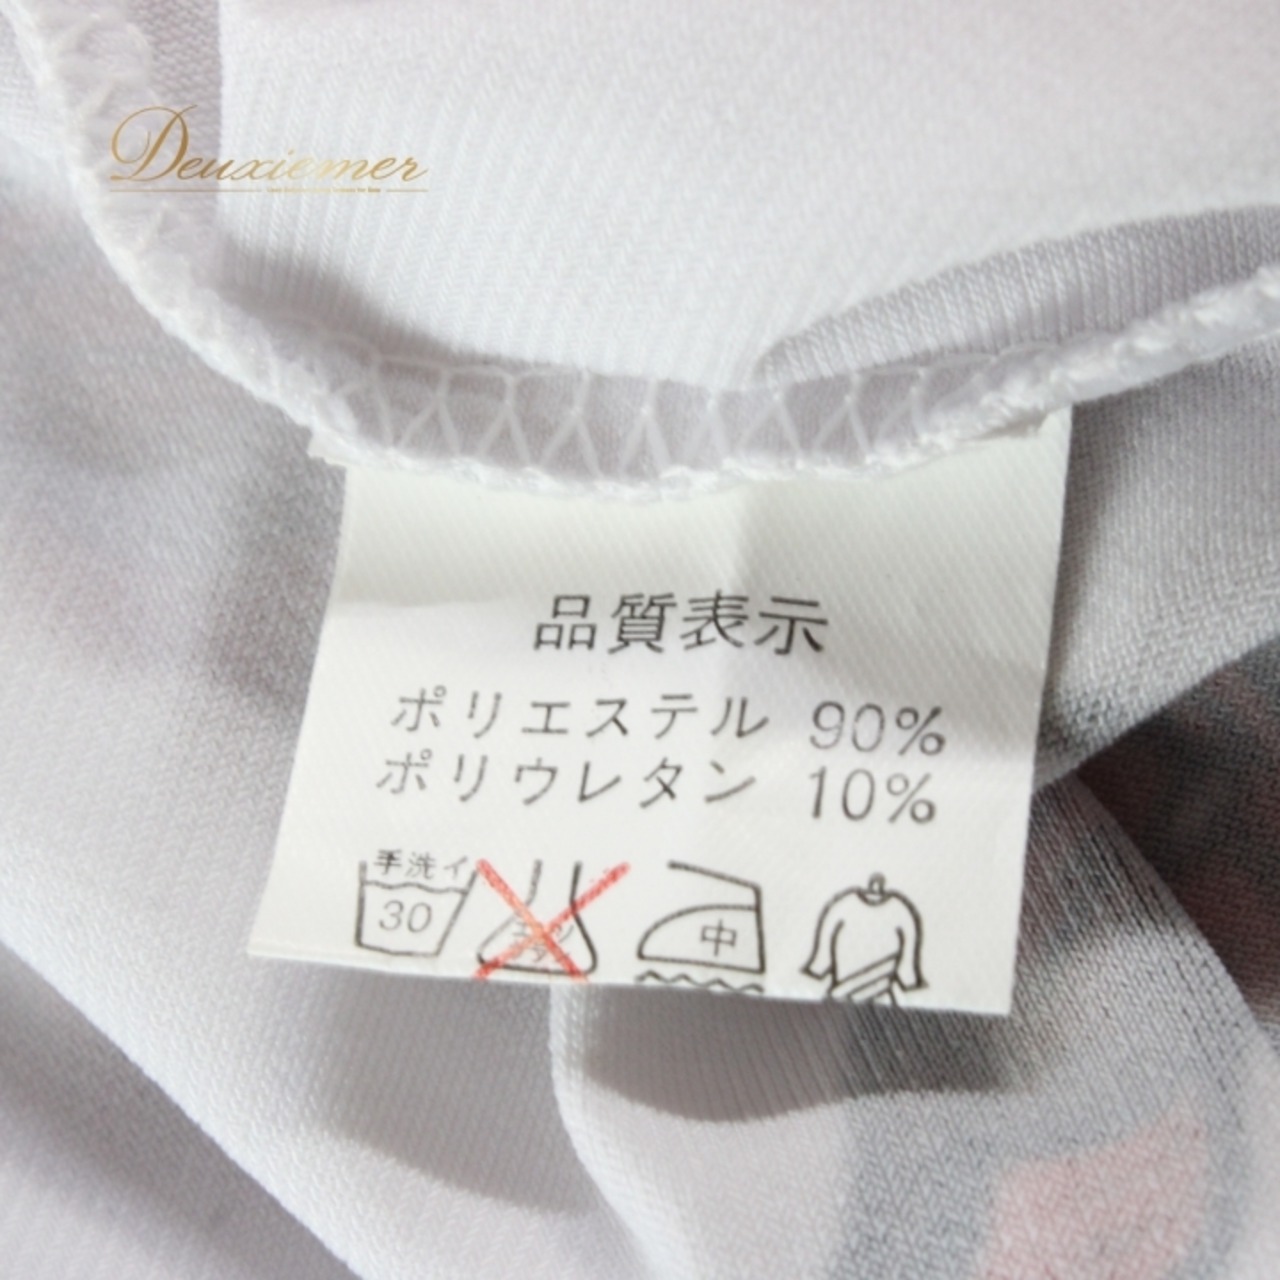 Deuxiemer
品質表示
ポリエステル 90%
ポリウレタン 10%
手洗イ
30
中